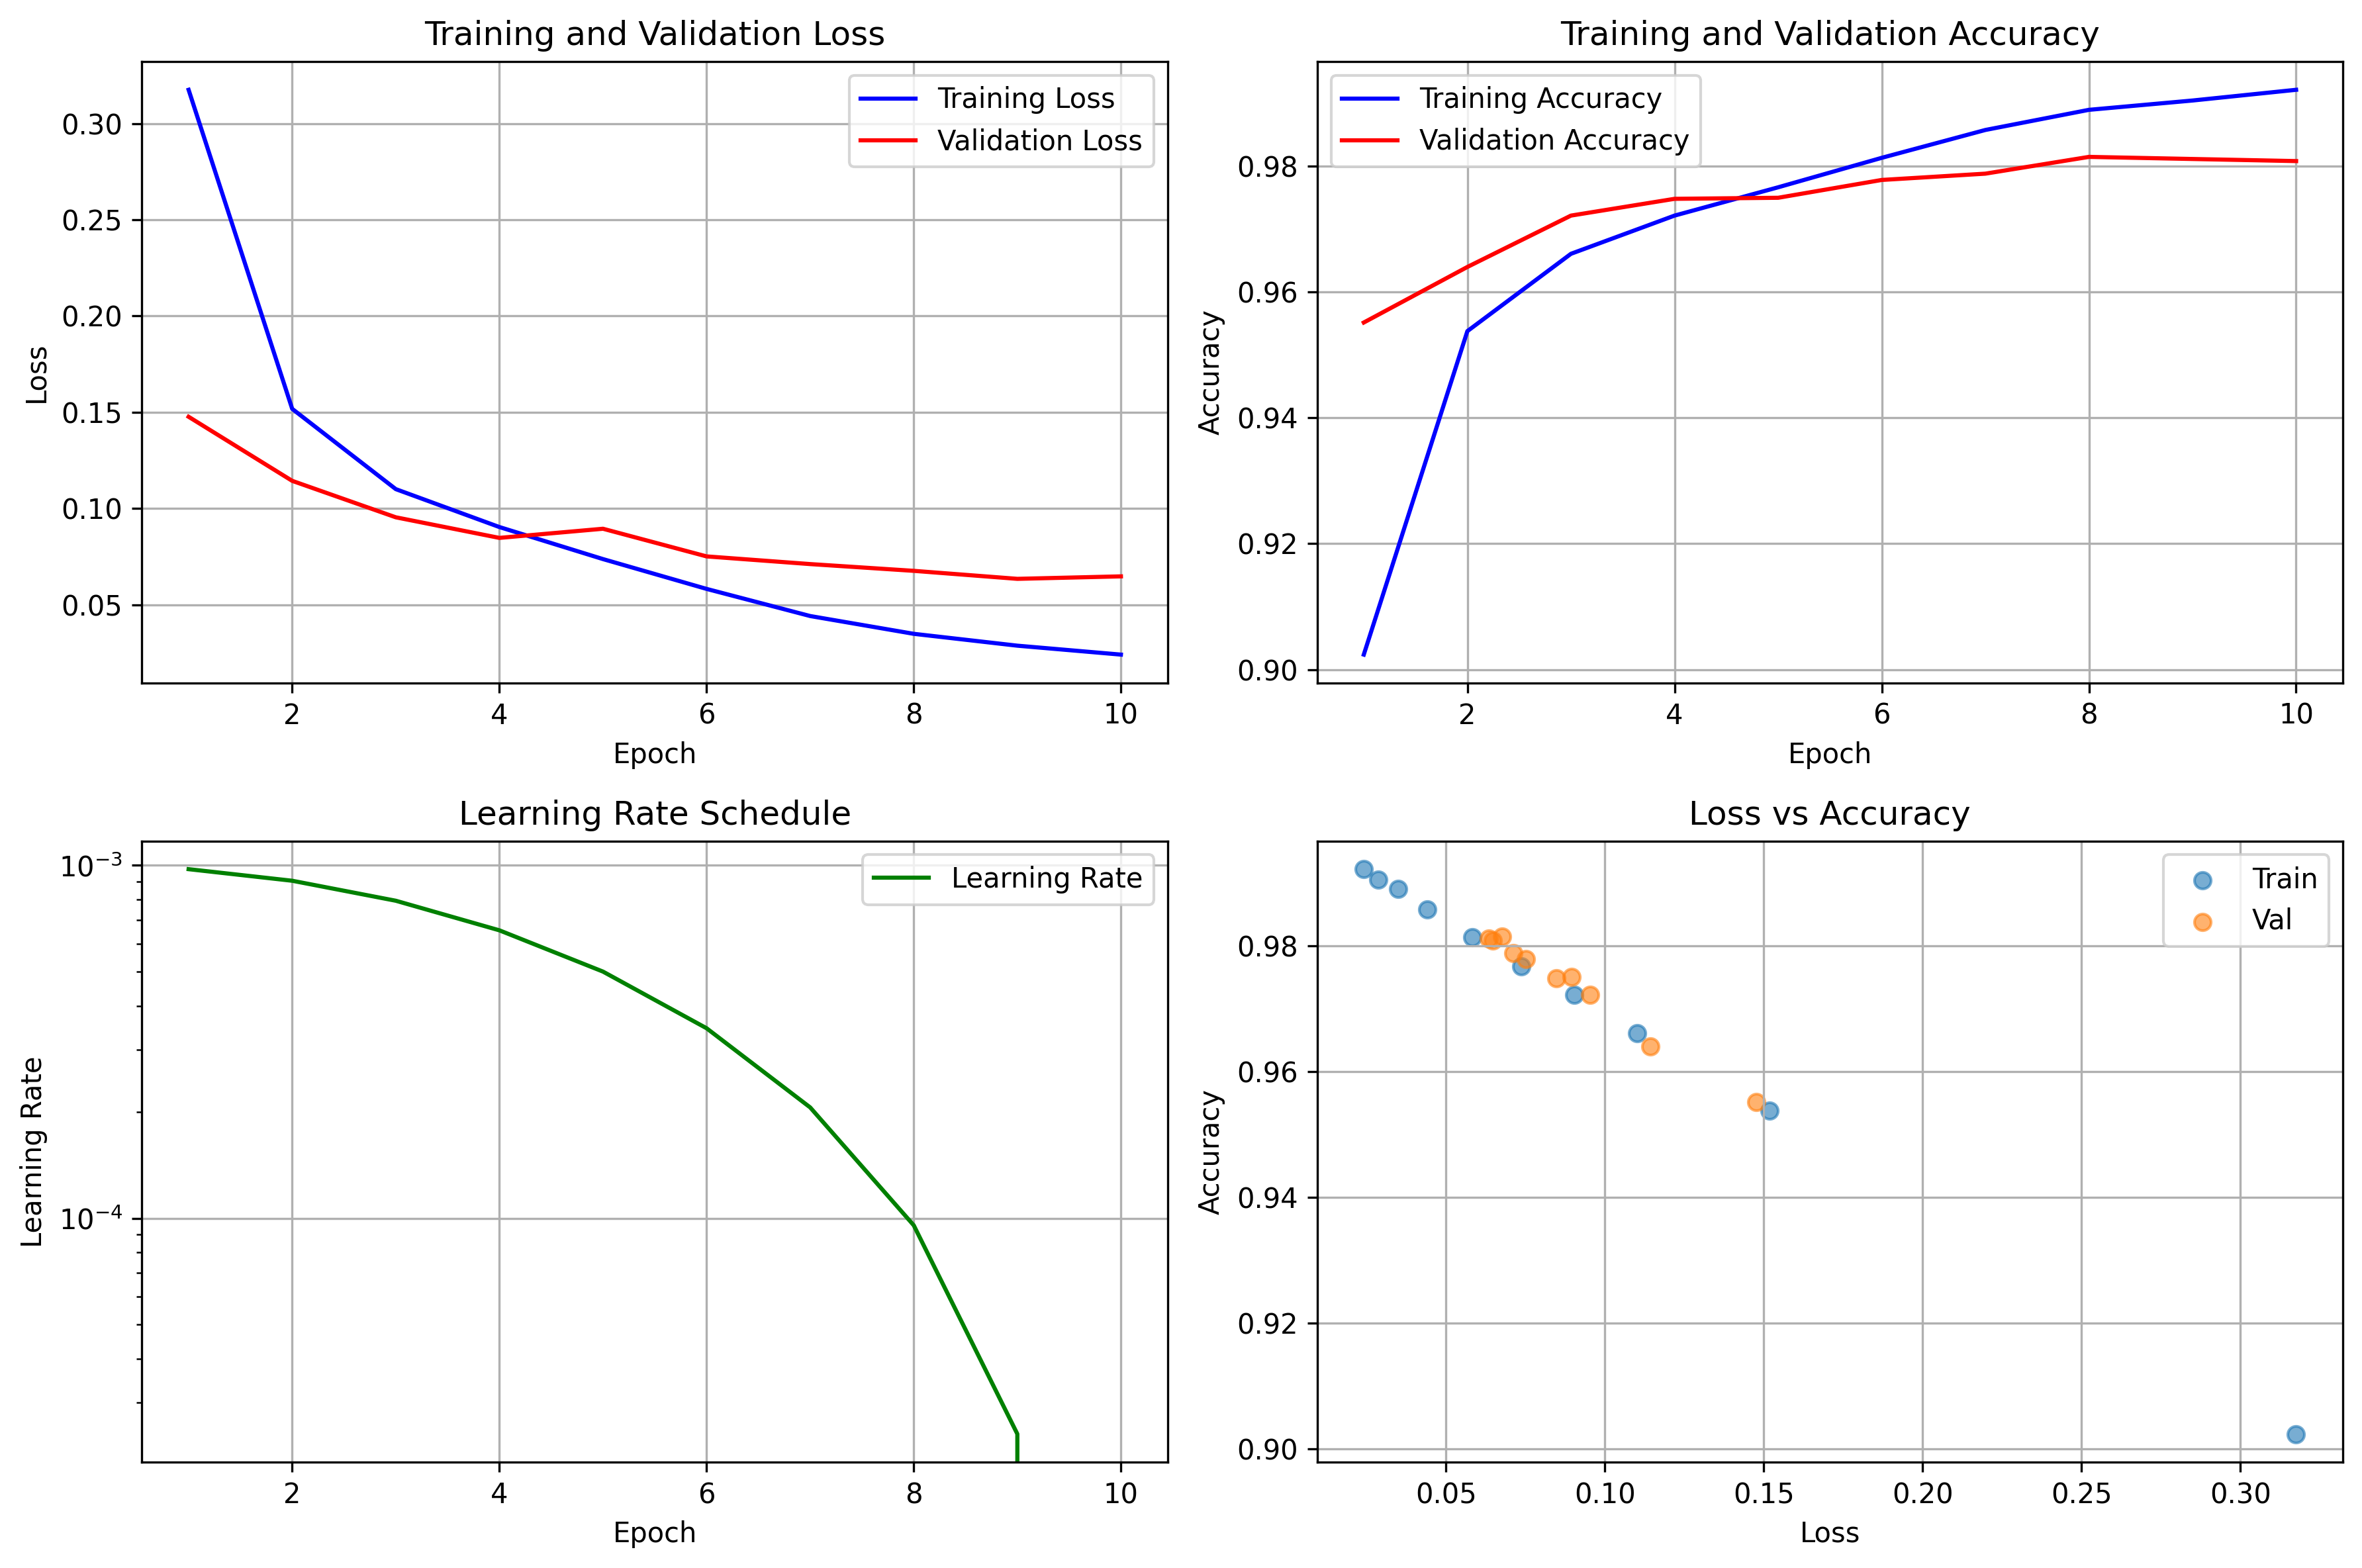 Training and Validation Loss
Training Loss
Validation Loss
0.30
0.25
0.20
0.15
0.10
0.05
Loss
2 4 6 8 10
Epoch
Training and Validation Accuracy
Training Accuracy
Validation Accuracy
0.98
0.96
0.94
0.92
0.90
Accuracy
2 4 6 8 10
Epoch
Learning Rate Schedule
Learning Rate
10⁻³
10⁻⁴
Learning Rate
2 4 6 8 10
Epoch
Loss vs Accuracy
Train
Val
0.98
0.96
0.94
0.92
0.90
Accuracy
0.05 0.10 0.15 0.20 0.25 0.30
Loss